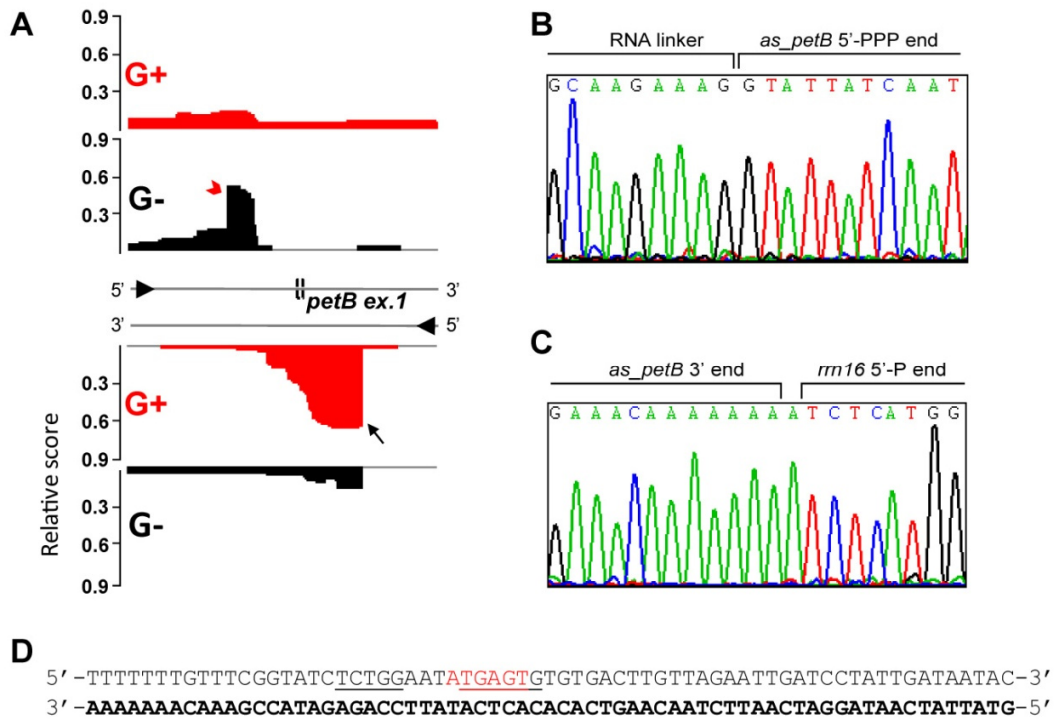 A
0.9
0.6
0.3
G+
0.9
0.6
0.3
G-
5' 3'
petB ex.1
3' 5'
0.3
0.6
0.9
G+
0.3
0.6
0.9
G-
Relative score
B
RNA linker as_petB 5'-PPP end
G C A A G A A A G G T A T T A T C A A T
C
as_petB 3' end rrn16 5'-P end
G A A A C A A A A A A A A T C T C A T G G
D
5'-TTTTTTTGTTTCGGTATCTCTGGAATATGAGTGTGTGACTTGTTAGAATTGATCCTATTGATAATAC-3'
3'-AAAAAAACAAAGCCATAGAGACCTTATACTCACACACTGAACAATCTTAACTAGGATAACTATTATG-5'